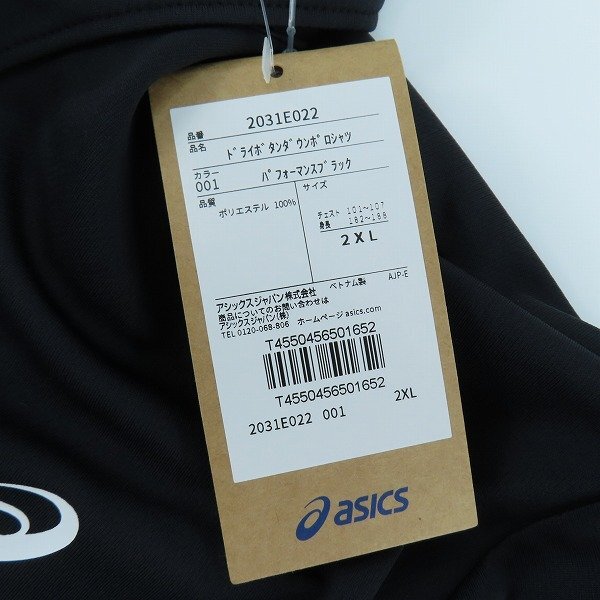 品番 2031E022
品名 ﾄﾞﾗｲﾎﾞﾀﾝﾀﾞｳﾝﾎﾟﾛｼｬﾂ
カラー
001 ﾊﾟﾌｫｰﾏﾝｽﾌﾞﾗｯｸ
品質 サイズ
ポリエステル 100%
チェスト 101～107
身長 182～188
2XL
アシックスジャパン株式会社 ベトナム製 AJP-E
商品についてのお問い合わせは
アシックスジャパン(株)
TEL 0120-068-806 ホームページ asics.com
T4550456501652
T4550456501652
2031E022 001 2XL
asics